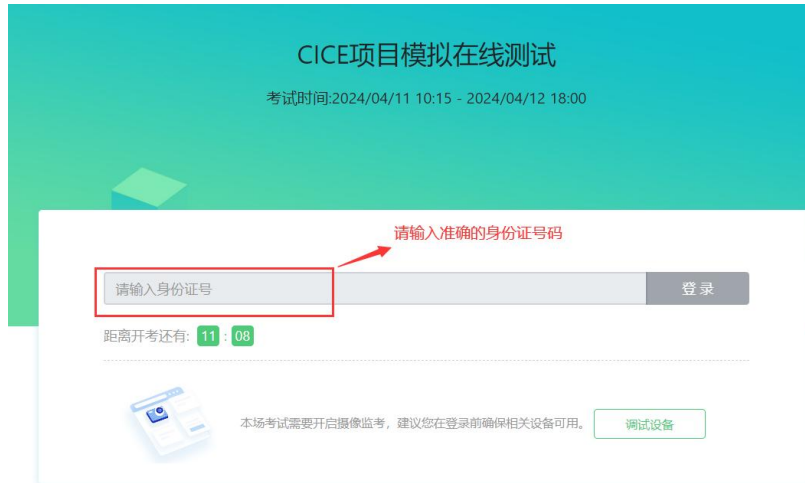 CICE项目模拟在线测试
考试时间:2024/04/11 10:15 - 2024/04/12 18:00
请输入准确的身份证号码
请输入身份证号
登 录
距离开考还有: 11 : 08
本场考试需要开启摄像监考，建议您在登录前确保相关设备可用。 调试设备